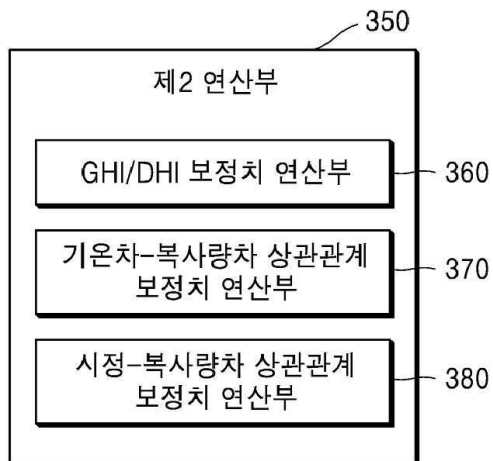 350
제2 연산부
GHI/DHI 보정치 연산부
360
기온차-복사량차 상관관계
보정치 연산부
370
시정-복사량차 상관관계
보정치 연산부
380